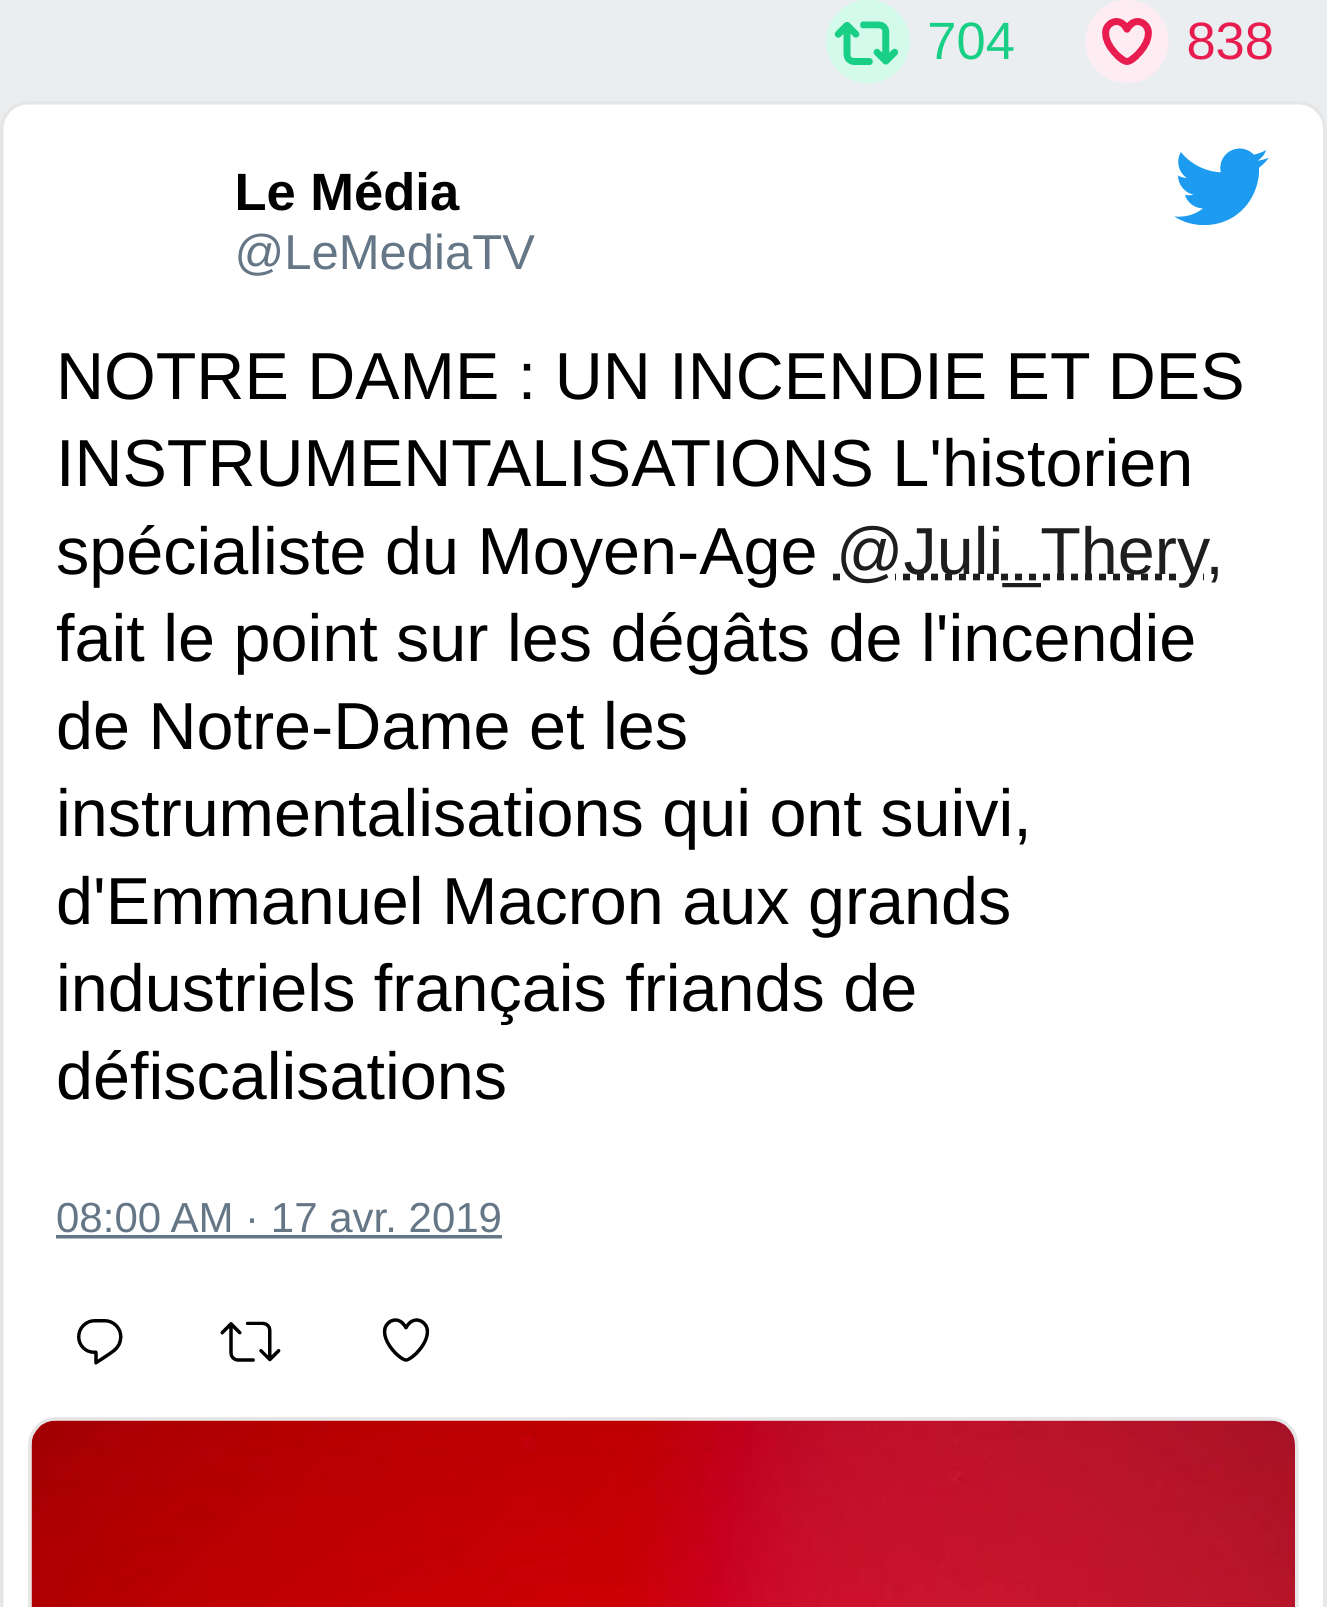 704 838
Le Média
@LeMediaTV
NOTRE DAME : UN INCENDIE ET DES
INSTRUMENTALISATIONS L'historien
spécialiste du Moyen-Age @Juli_Thery,
fait le point sur les dégâts de l'incendie
de Notre-Dame et les
instrumentalisations qui ont suivi,
d'Emmanuel Macron aux grands
industriels français friands de
défiscalisations
08:00 AM · 17 avr. 2019